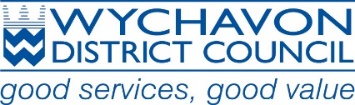 WYCHAVON
DISTRICT COUNCIL
good services, good value